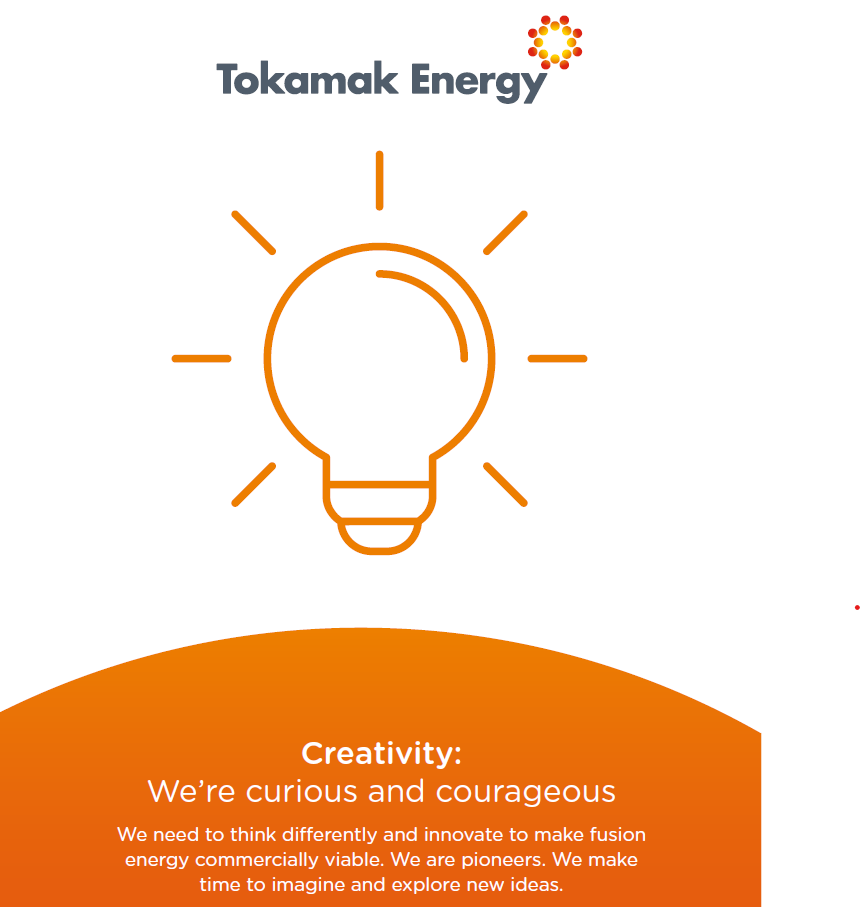 Tokamak Energy
Creativity:
We’re curious and courageous
We need to think differently and innovate to make fusion
energy commercially viable. We are pioneers. We make
time to imagine and explore new ideas.